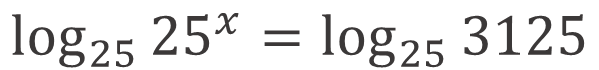 log₂₅ 25ˣ = log₂₅ 3125